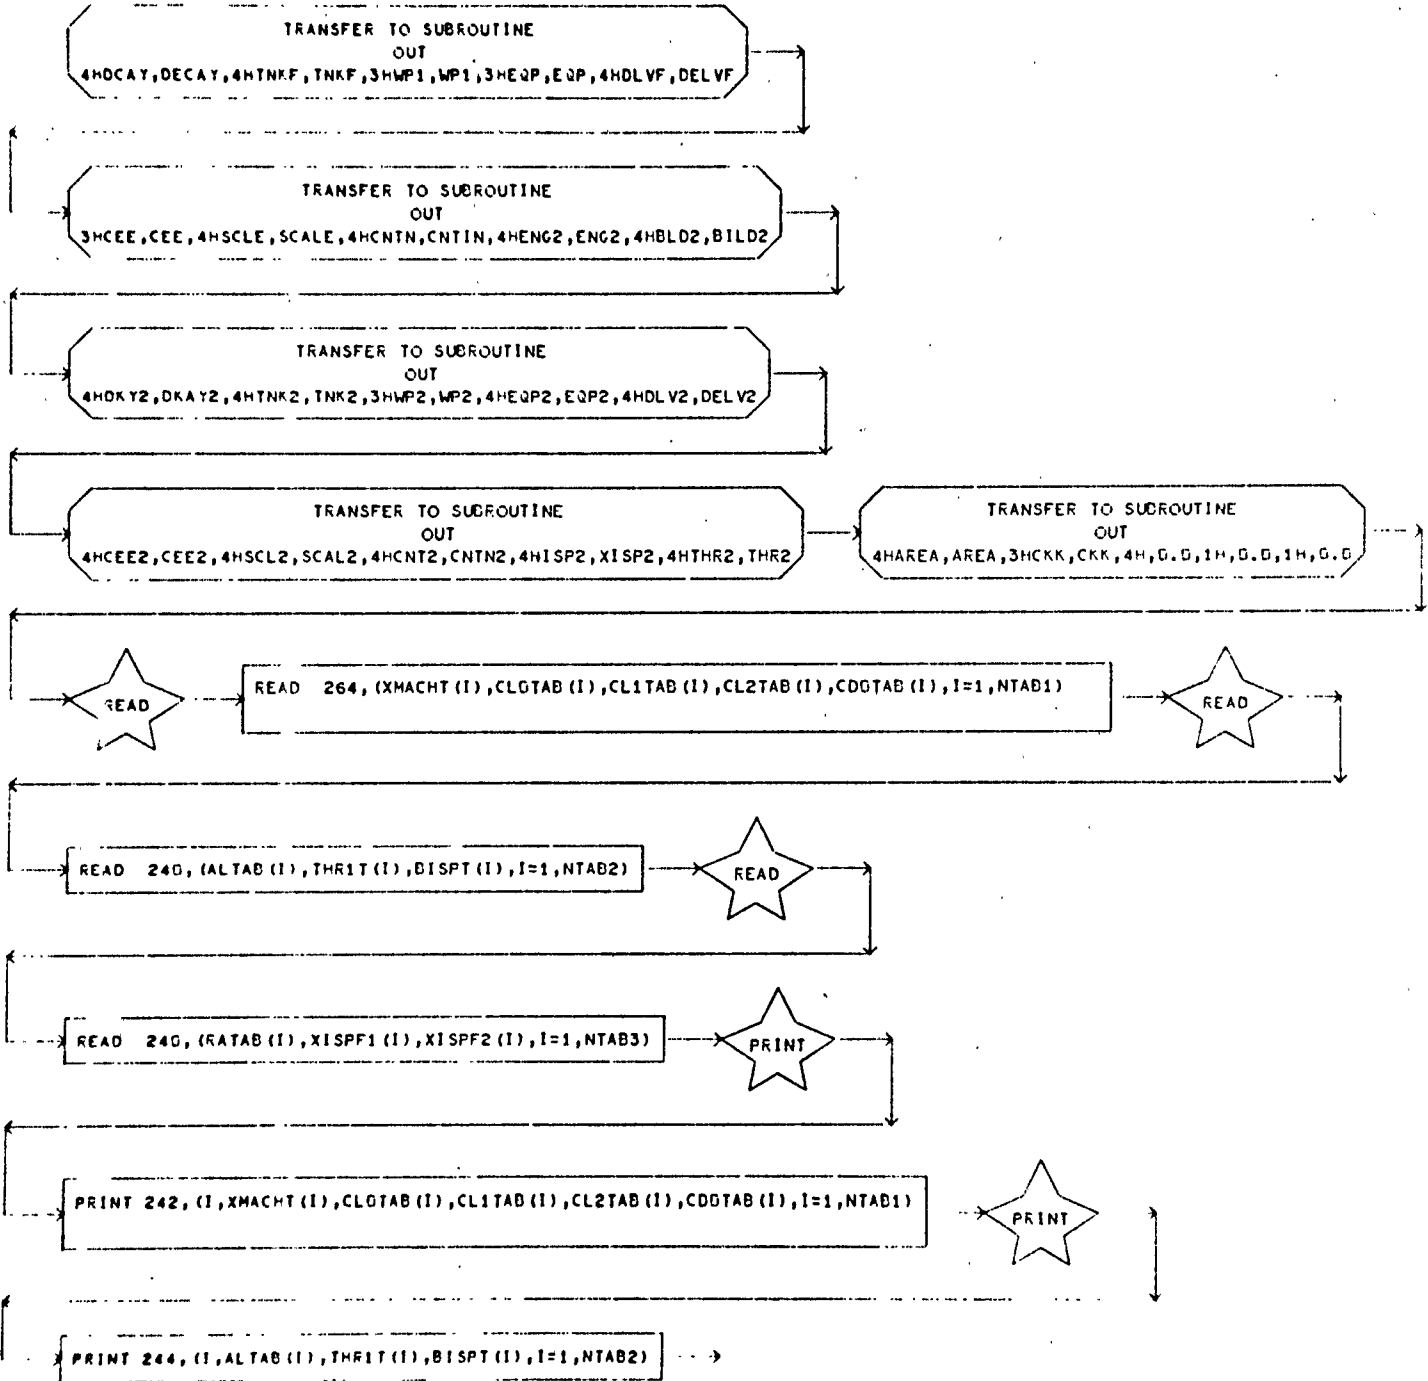 TRANSFER TO SUBROUTINE
OUT
4HDCAY,DECAY,4HTNKF,TNKF,3HWP1,WP1,3HEQP,EQP,4HDLVF,DELVF
TRANSFER TO SUBROUTINE
OUT
3HCEE,CEE,4HSCLE,SCALE,4HCNTN,CNTIN,4HENG2,ENG2,4HBLD2,BILD2
TRANSFER TO SUBROUTINE
OUT
4HDKY2,DKAY2,4HTNK2,TNK2,3HWP2,WP2,4HEQP2,EQP2,4HDLV2,DELV2
TRANSFER TO SUBROUTINE
OUT
4HCEE2,CEE2,4HSCL2,SCAL2,4HCNT2,CNTN2,4HISP2,XISP2,4HTHR2,THR2
TRANSFER TO SUBROUTINE
OUT
4HAREA,AREA,3HCKK,CKK,4H,0.0,1H,0.0,1H,0.0
READ
READ 264,(XMACHT(I),CL0TAB(I),CL1TAB(I),CL2TAB(I),CD0TAB(I),I=1,NTAB1)
READ
READ 240,(ALTAB(I),THR1T(I),BISPT(I),I=1,NTAB2)
READ
READ 240,(RATAB(I),XISPF1(I),XISPF2(I),I=1,NTAB3)
PRINT
PRINT 242,(I,XMACHT(I),CL0TAB(I),CL1TAB(I),CL2TAB(I),CD0TAB(I),I=1,NTAB1)
PRINT
PRINT 244,(I,ALTAB(I),THR1T(I),BISPT(I),I=1,NTAB2)